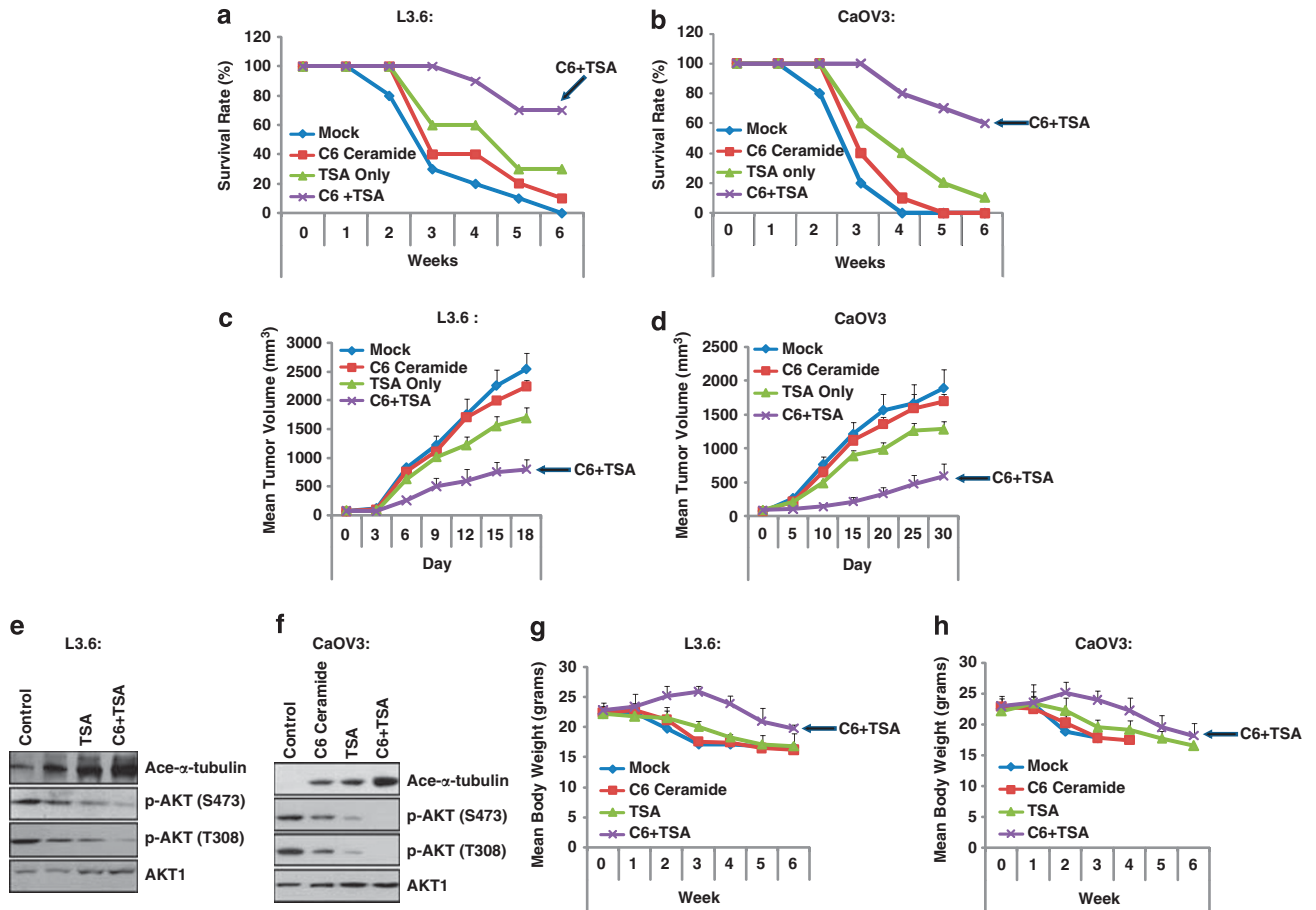 a
L3.6:
Survival Rate (%)
120
100
80
60
40
20
0
Mock
C6 Ceramide
TSA Only
C6 +TSA
C6+TSA
0 1 2 3 4 5 6
Weeks
b
CaOV3:
Survival Rate (%)
120
100
80
60
40
20
0
Mock
C6 Ceramide
TSA only
C6+TSA
C6+TSA
0 1 2 3 4 5 6
Weeks
c
L3.6 :
Mean Tumor Volume (mm³)
3000
2500
2000
1500
1000
500
0
Mock
C6 Ceramide
TSA Only
C6+TSA
C6+TSA
0 3 6 9 12 15 18
Day
d
CaOV3
Mean Tumor Volume (mm³)
2500
2000
1500
1000
500
0
Mock
C6 Ceramide
TSA Only
C6+TSA
C6+TSA
0 5 10 15 20 25 30
Day
e
L3.6:
Control
TSA
C6+TSA
Ace-α-tubulin
p-AKT (S473)
p-AKT (T308)
AKT1
f
CaOV3:
Control
C6 Ceramide
TSA
C6+TSA
Ace-α-tubulin
p-AKT (S473)
p-AKT (T308)
AKT1
g
L3.6:
Mean Body Weight (grams)
30
25
20
15
10
5
0
Mock
C6 Ceramide
TSA
C6+TSA
C6+TSA
0 1 2 3 4 5 6
Week
h
CaOV3:
Mean Body Weight (grams)
30
25
20
15
10
5
0
Mock
C6 Ceramide
TSA
C6+TSA
C6+TSA
0 1 2 3 4 5 6
Week